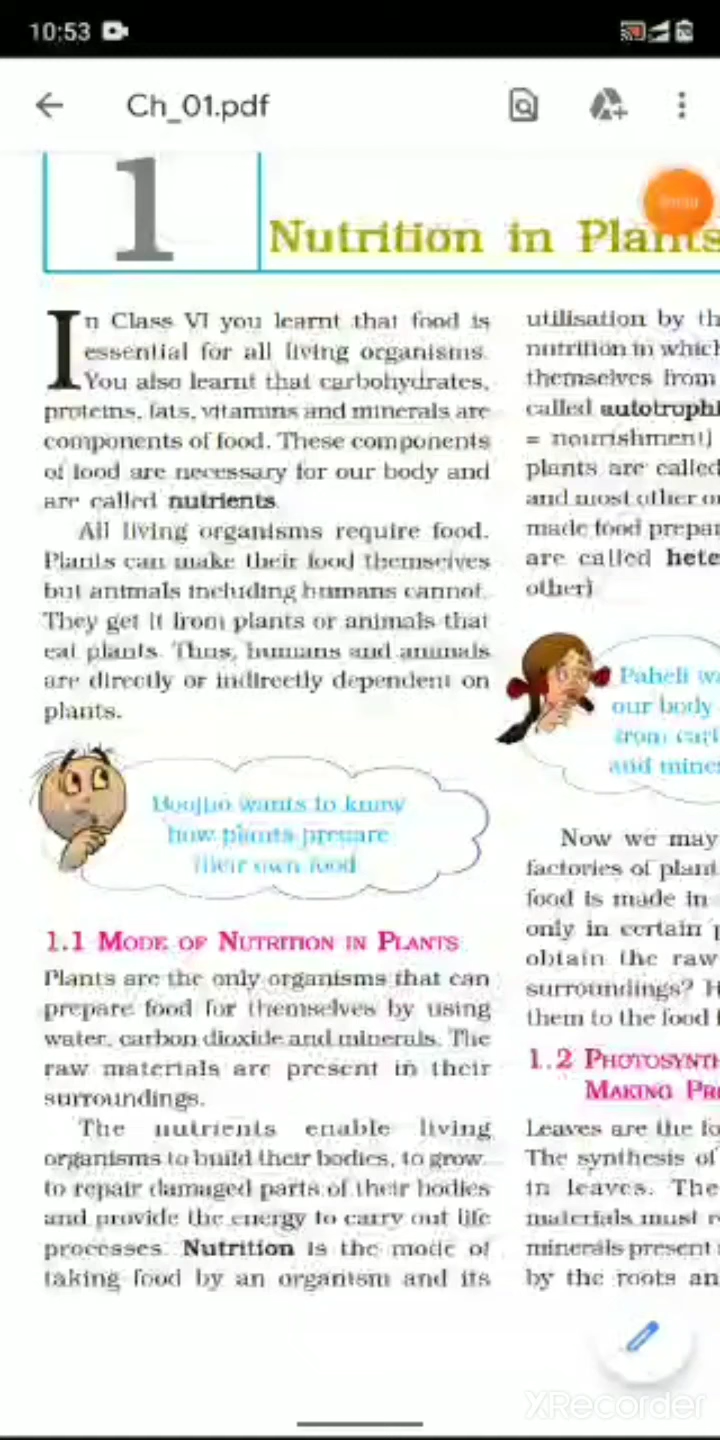 10:53
Ch_01.pdf
1
Nutrition in Plants
In Class VI you learnt that food is
essential for all living organisms.
You also learnt that carbohydrates,
proteins, fats, vitamins and minerals are
components of food. These components
of food are necessary for our body and
are called nutrients.
All living organisms require food.
Plants can make their food themselves
but animals including humans cannot.
They get it from plants or animals that
eat plants. Thus, humans and animals
are directly or indirectly dependent on
plants.
Boojho wants to know
how plants prepare
their own food
1.1 MODE OF NUTRITION IN PLANTS
Plants are the only organisms that can
prepare food for themselves by using
water, carbon dioxide and minerals. The
raw materials are present in their
surroundings.
The nutrients enable living
organisms to build their bodies, to grow,
to repair damaged parts of their bodies
and provide the energy to carry out life
processes. Nutrition is the mode of
taking food by an organism and its
utilisation by th
nutrition in which
themselves from
called autotroph
= nourishment)
plants are called
and most other o
made food prepar
are called hete
other)
Paheli wa
our body
from car
and miner
Now we may
factories of plant
food is made in
only in certain p
obtain the raw
surroundings? H
them to the food f
1.2 PHOTOSYNTH
MAKING PR
Leaves are the fo
The synthesis of
in leaves. The
materials must r
minerals present
by the roots an
XRecorder